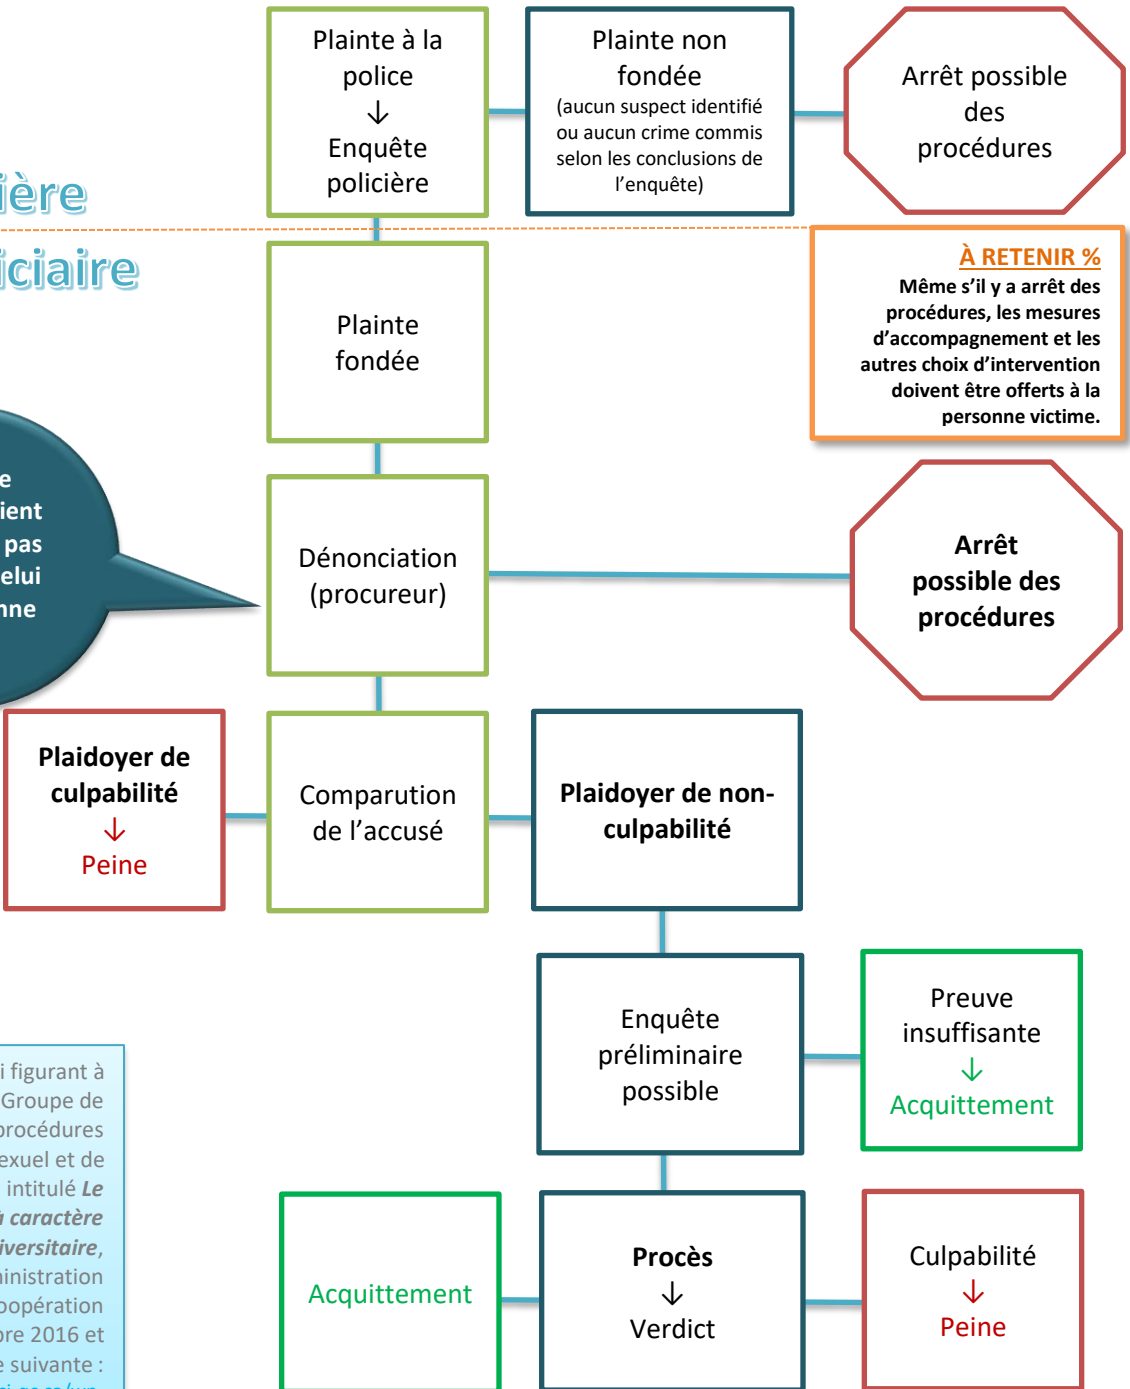 Plainte à la
police
↓
Enquête
policière
Plainte non
fondée
(aucun suspect identifié
ou aucun crime commis
selon les conclusions de
l’enquête)
Arrêt possible
des
procédures
ière
iciaire
À RETENIR %
Même s’il y a arrêt des
procédures, les mesures
d’accompagnement et les
autres choix d’intervention
doivent être offerts à la
personne victime.
Plainte
fondée
e
ient
pas
elui
nne
Dénonciation
(procureur)
Arrêt
possible des
procédures
Plaidoyer de
culpabilité
↓
Peine
Comparution
de l’accusé
Plaidoyer de non-
culpabilité
Enquête
préliminaire
possible
Preuve
insuffisante
↓
Acquittement
i figurant à
Groupe de
procédures
exuel et de
intitulé Le
à caractère
iversitaire,
ministration
oopération
bre 2016 et
e suivante :
Acquittement
Procès
↓
Verdict
Culpabilité
↓
Peine